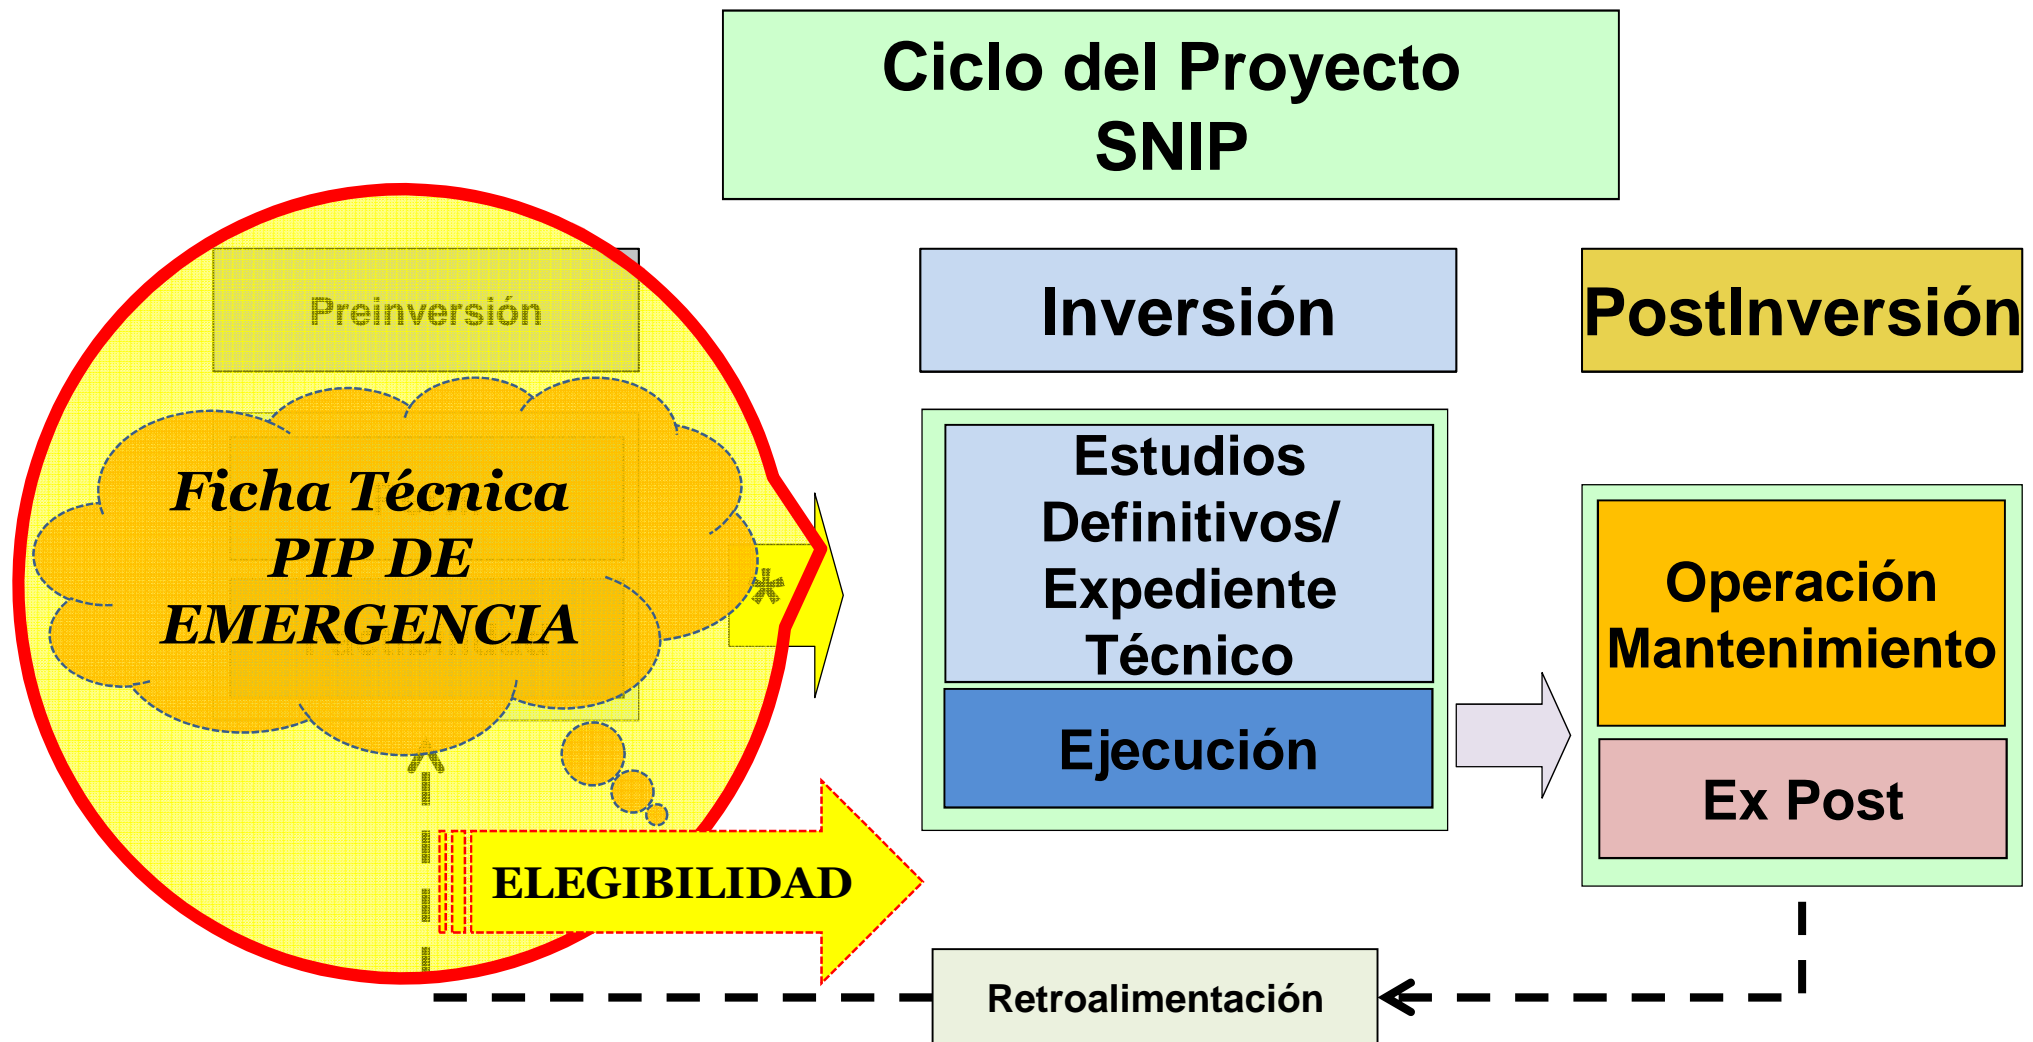 Ciclo del Proyecto
SNIP
Preinversión
Inversión
PostInversión
Ficha Técnica
PIP DE
EMERGENCIA
*
Estudios
Definitivos/
Expediente
Técnico
Ejecución
Operación
Mantenimiento
Ex Post
ELEGIBILIDAD
Retroalimentación